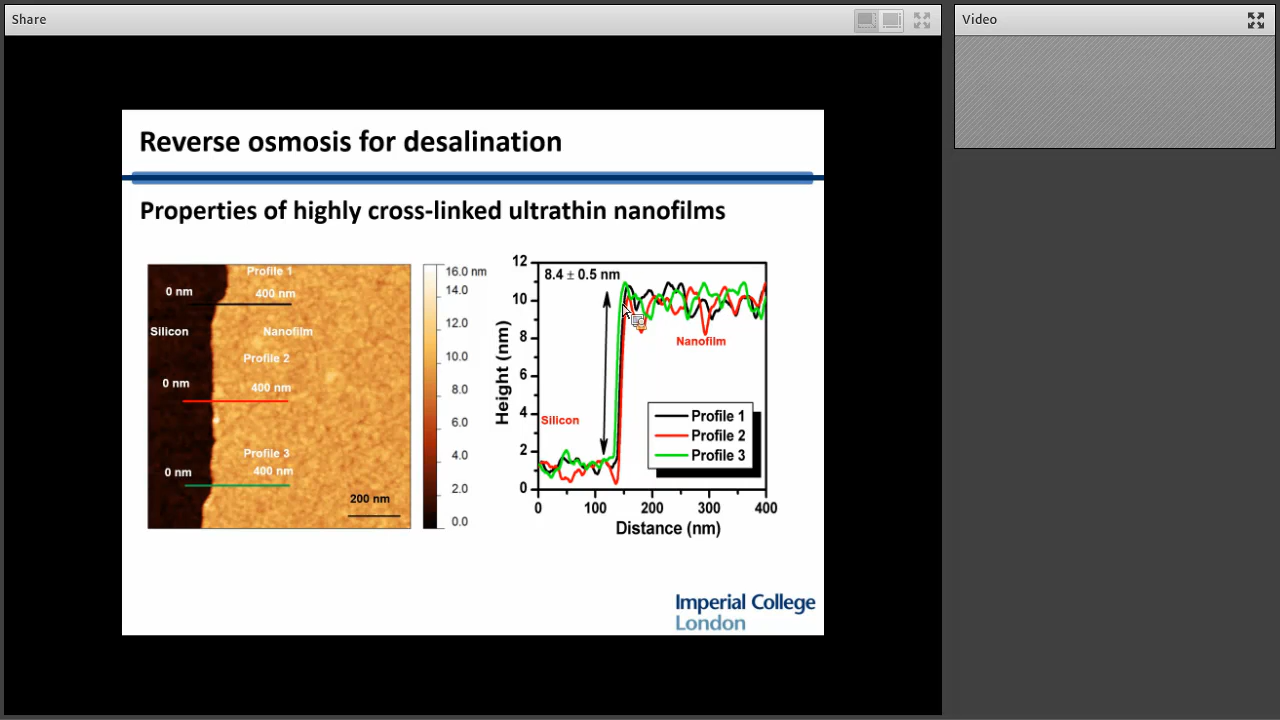 Share
Video
Reverse osmosis for desalination
Properties of highly cross-linked ultrathin nanofilms
Profile 1
0 nm
400 nm
Silicon
Nanofilm
Profile 2
0 nm
400 nm
Profile 3
0 nm
400 nm
200 nm
16.0 nm
14.0
12.0
10.0
8.0
6.0
4.0
2.0
0.0
12
10
8
6
4
2
0
Height (nm)
8.4 ± 0.5 nm
Nanofilm
Silicon
Profile 1
Profile 2
Profile 3
0 100 200 300 400
Distance (nm)
Imperial College
London